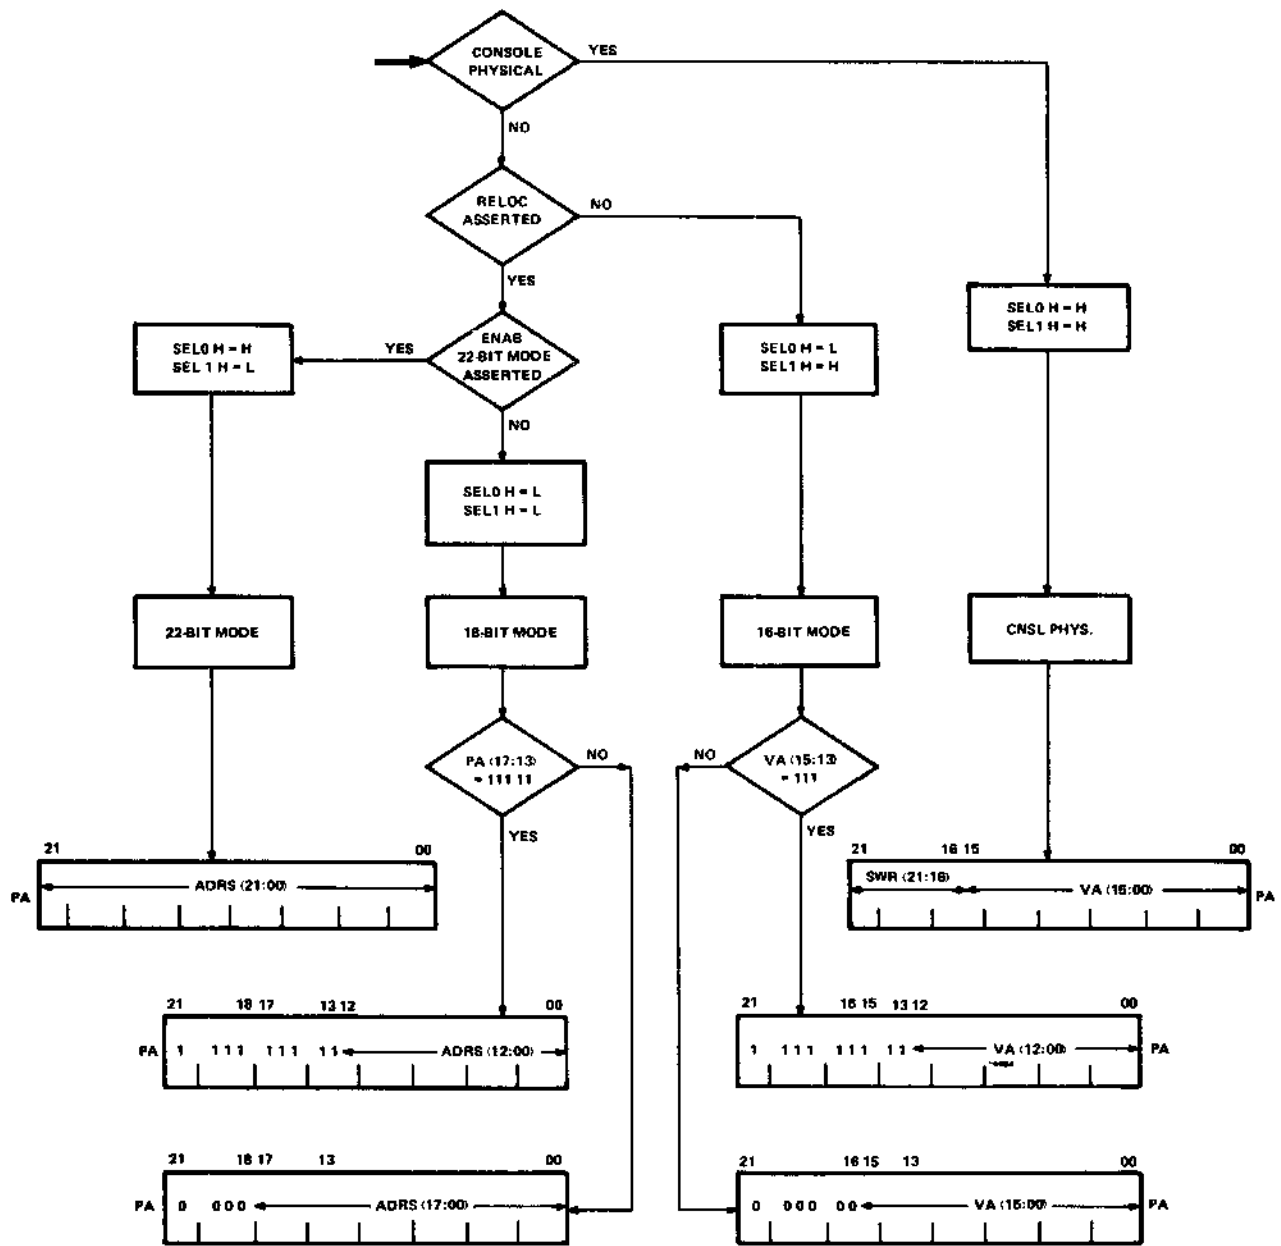 CONSOLE
PHYSICAL
YES
NO
RELOC
ASSERTED
NO
YES
ENAB
22-BIT MODE
ASSERTED
YES
NO
SEL0 H = H
SEL 1 H = L
SEL0 H = L
SEL1 H = L
SEL0 H = L
SEL1 H = H
SEL0 H = H
SEL1 H = H
22-BIT MODE
18-BIT MODE
16-BIT MODE
CNSL PHYS.
PA (17:13)
= 111 11
NO
YES
VA (15:13)
= 111
NO
YES
21 00
PA ADRS (21:00)
21 16 15 00
SWR (21:16) VA (15:00) PA
21 18 17 13 12 00
PA 1 111 111 11 ADRS (12:00)
21 16 15 13 12 00
1 111 111 11 VA (12:00) PA
21 18 17 13 00
PA 0 000 ADRS (17:00)
21 16 15 13 00
0 000 00 VA (15:00) PA